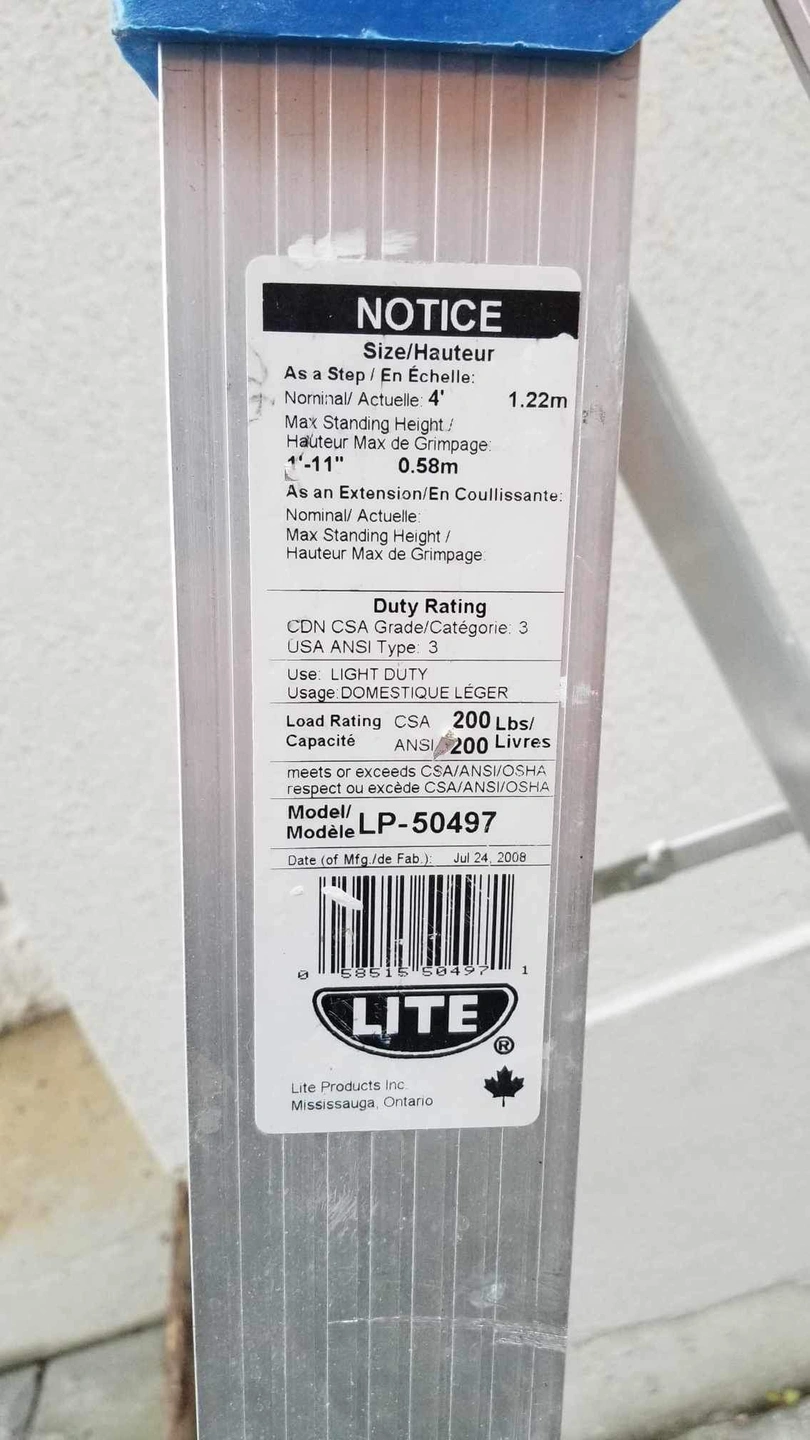 NOTICE
Size/Hauteur
As a Step / En Échelle:
Nominal/ Actuelle: 4' 1.22m
Max Standing Height /
Hauteur Max de Grimpage:
1'-11" 0.58m
As an Extension/En Coullissante:
Nominal/ Actuelle:
Max Standing Height /
Hauteur Max de Grimpage:
Duty Rating
CDN CSA Grade/Catégorie: 3
USA ANSI Type: 3
Use: LIGHT DUTY
Usage:DOMESTIQUE LÉGER
Load Rating CSA 200 Lbs/
Capacité ANSI 200 Livres
meets or exceeds CSA/ANSI/OSHA
respect ou excède CSA/ANSI/OSHA
Model/
Modèle LP-50497
Date (of Mfg./de Fab.): Jul 24, 2008
0 58515 50497 1
LITE®
Lite Products Inc.
Mississauga, Ontario